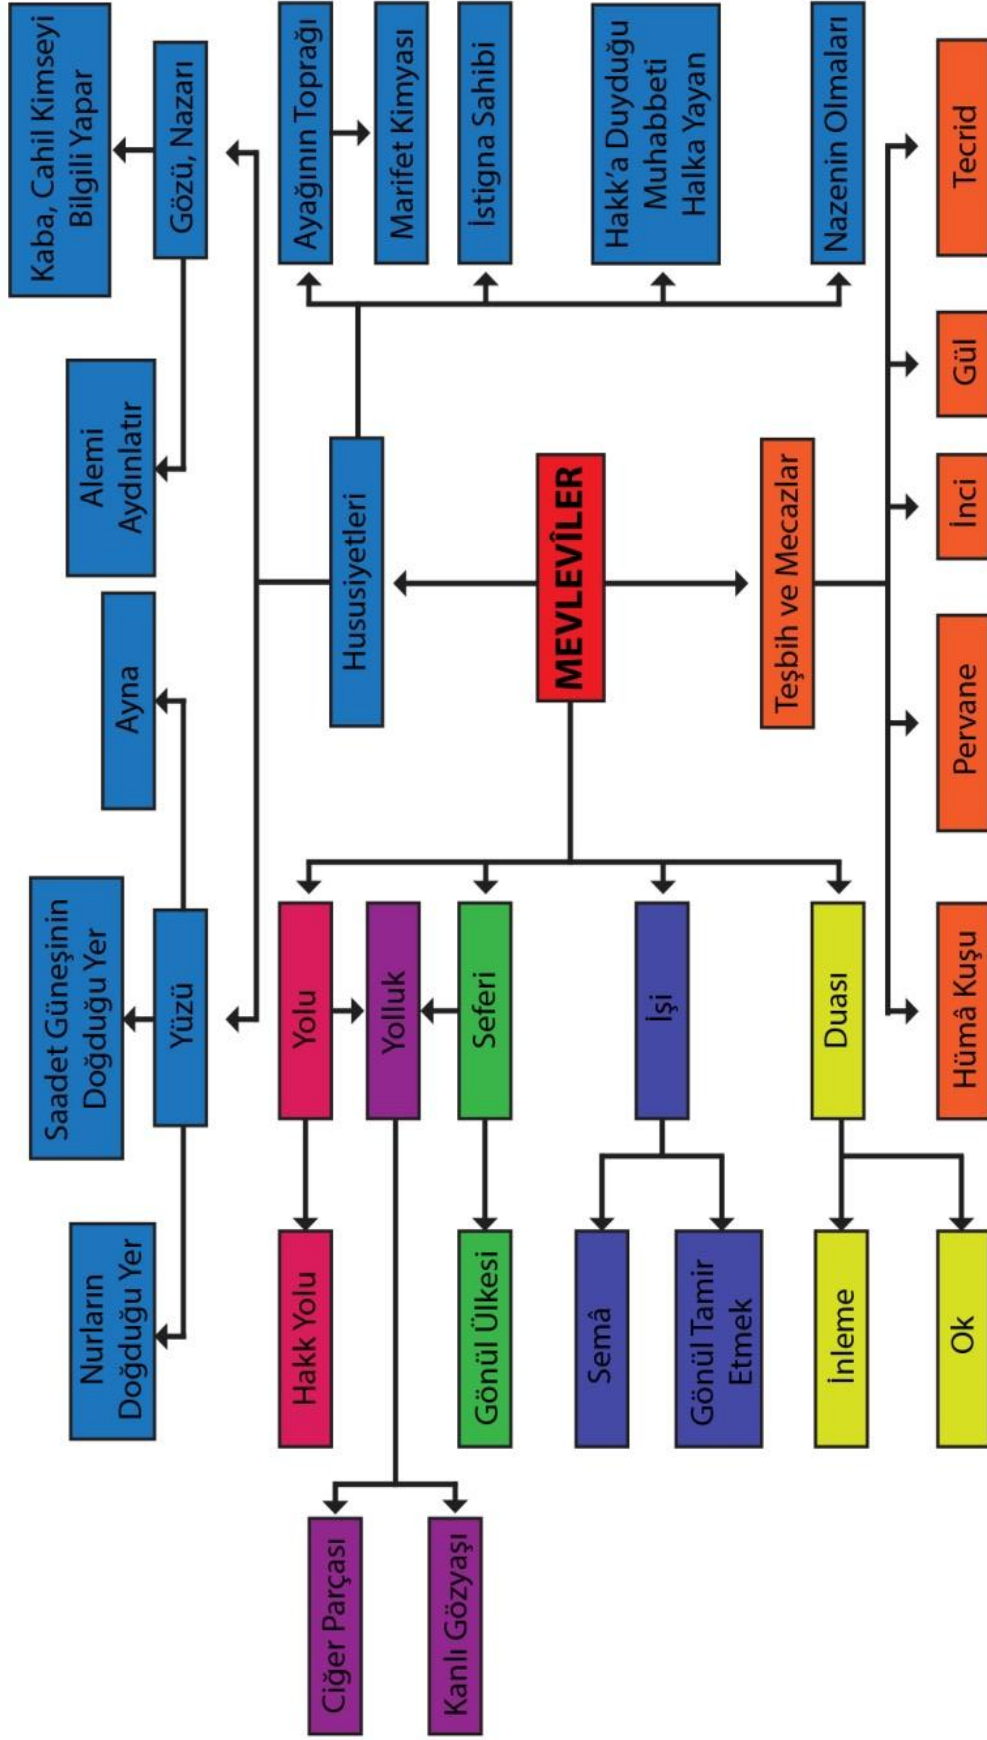 Saadet Güneşinin
Doğduğu Yer
Kaba, Cahil Kimseyi
Bilgili Yapar
Nurların
Doğduğu Yer
Ayna
Alemi
Aydınlatır
Yüzü
Gözü, Nazarı
Hakk Yolu
Yolu
Ayağının Toprağı
Ciğer Parçası
Hususiyetleri
Yolluk
Marifet Kimyası
Kanlı Gözyaşı
Gönül Ülkesi
Seferi
İstigna Sahibi
MEVLEVÎLER
Semâ
İşi
Hakk'a Duyduğu
Muhabbeti
Halka Yayan
Gönül Tamir
Etmek
Teşbih ve Mecazlar
İnleme
Duası
Nazenin Olmaları
Ok
Hümâ Kuşu
Pervane
İnci
Gül
Tecrid